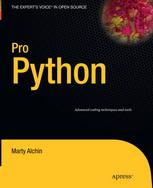 THE EXPERT'S VOICE® IN OPEN SOURCE
Pro
Python
Advanced coding techniques and tools
Marty Alchin
Apress®